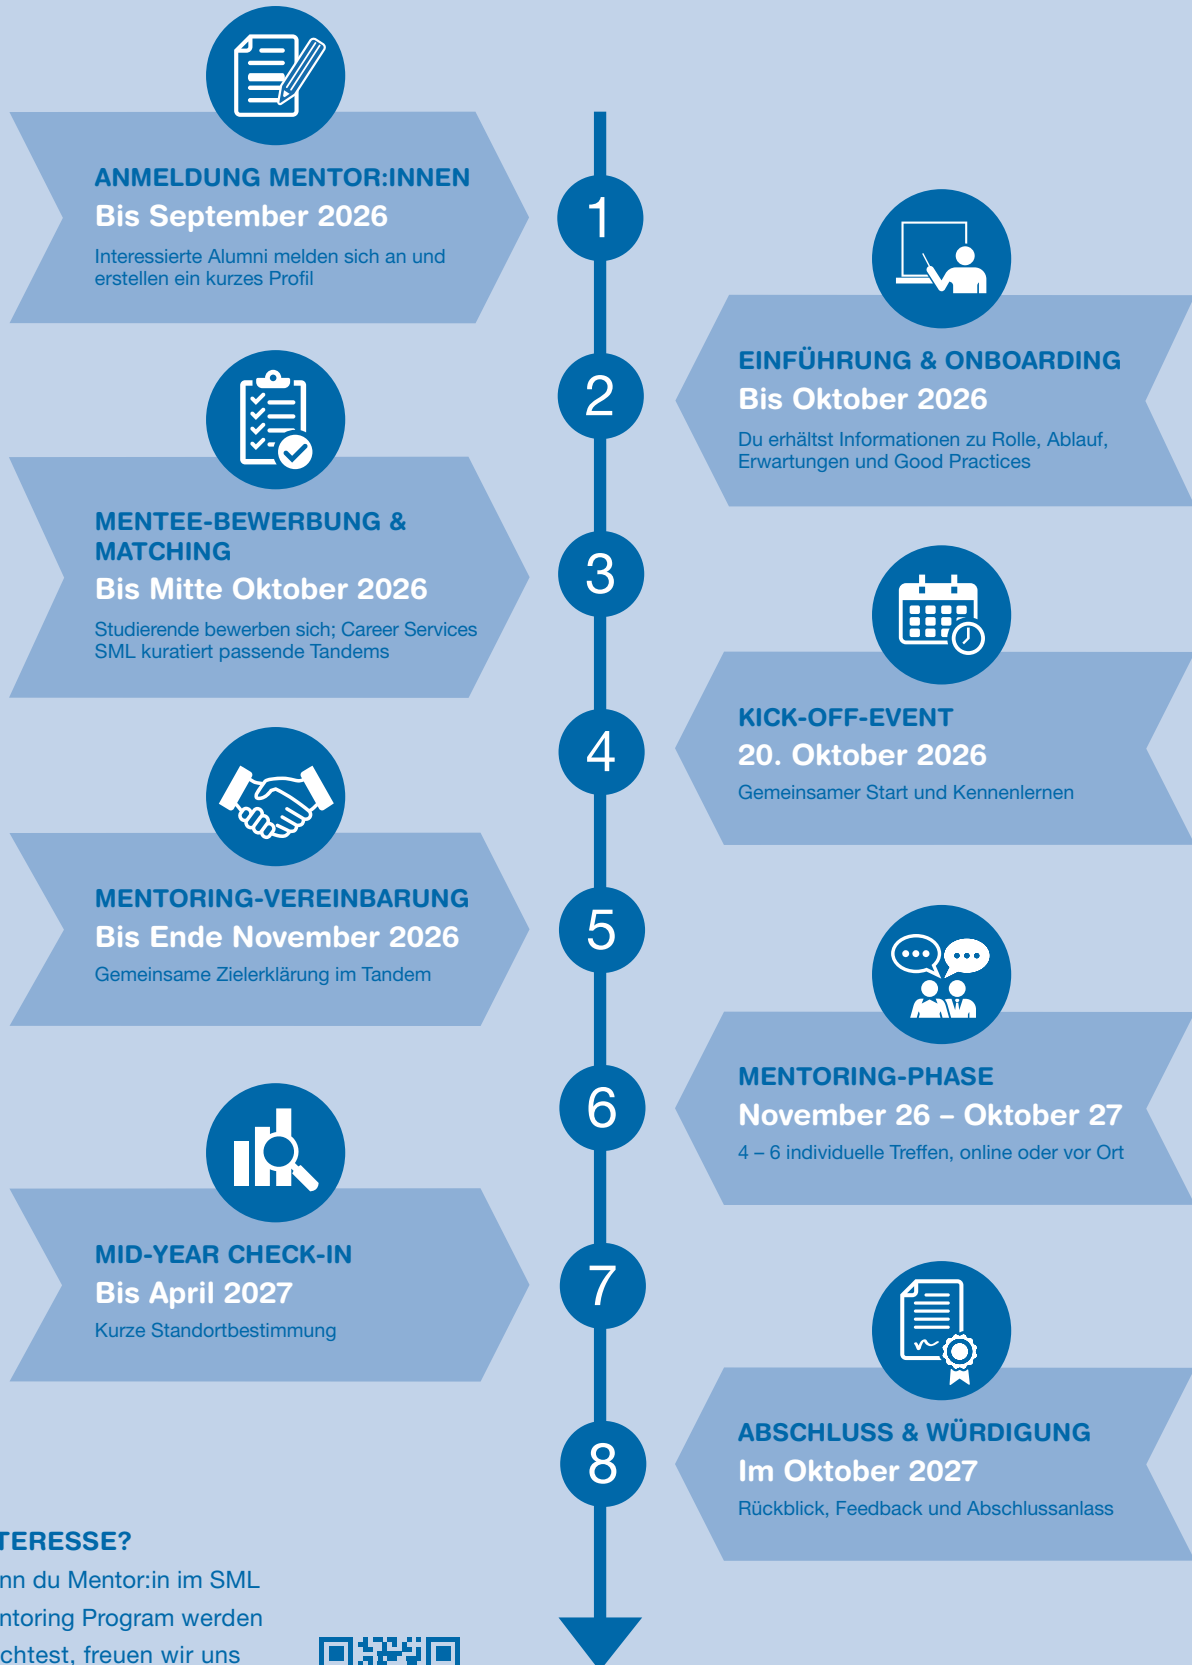 ANMELDUNG MENTOR:INNEN
Bis September 2026
Interessierte Alumni melden sich an und
erstellen ein kurzes Profil
1
EINFÜHRUNG & ONBOARDING
Bis Oktober 2026
Du erhältst Informationen zu Rolle, Ablauf,
Erwartungen und Good Practices
2
MENTEE-BEWERBUNG &
MATCHING
Bis Mitte Oktober 2026
Studierende bewerben sich; Career Services
SML kuratiert passende Tandems
3
KICK-OFF-EVENT
20. Oktober 2026
Gemeinsamer Start und Kennenlernen
4
MENTORING-VEREINBARUNG
Bis Ende November 2026
Gemeinsame Zielerklärung im Tandem
5
MENTORING-PHASE
November 26 – Oktober 27
4 – 6 individuelle Treffen, online oder vor Ort
6
MID-YEAR CHECK-IN
Bis April 2027
Kurze Standortbestimmung
7
ABSCHLUSS & WÜRDIGUNG
Im Oktober 2027
Rückblick, Feedback und Abschlussanlass
8
TERESSE?
nn du Mentor:in im SML
ntoring Program werden
chtest, freuen wir uns